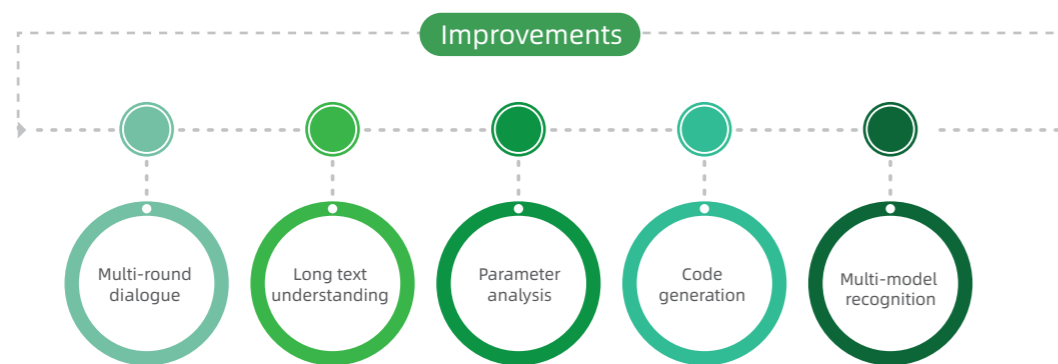 Improvements
Multi-round
dialogue
Long text
understanding
Parameter
analysis
Code
generation
Multi-model
recognition